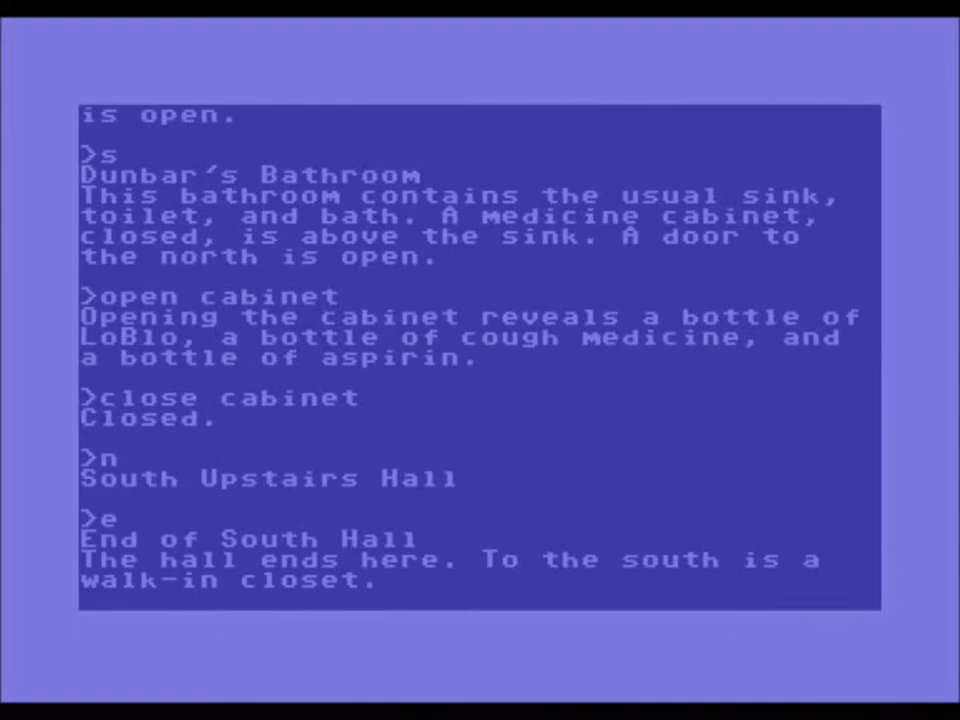 is open.
>s
Dunbar's Bathroom
This bathroom contains the usual sink,
toilet, and bath. A medicine cabinet,
closed, is above the sink. A door to
the north is open.
>open cabinet
Opening the cabinet reveals a bottle of
LoBlo, a bottle of cough medicine, and
a bottle of aspirin.
>close cabinet
Closed.
>n
South Upstairs Hall
>e
End of South Hall
The hall ends here. To the south is a
walk-in closet.